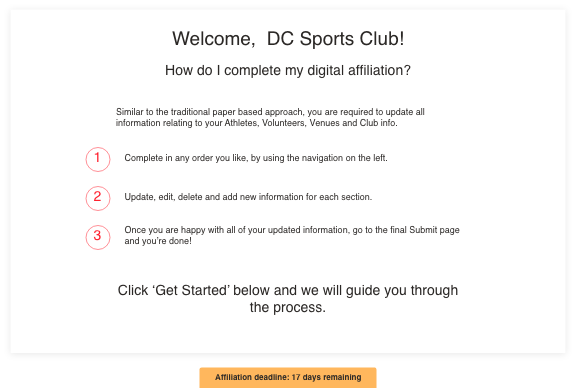 Welcome,  DC Sports Club!
How do I complete my digital affiliation?
Similar to the traditional paper based approach, you are required to update all
information relating to your Athletes, Volunteers, Venues and Club info.
1 Complete in any order you like, by using the navigation on the left.
2 Update, edit, delete and add new information for each section.
3 Once you are happy with all of your updated information, go to the final Submit page
and you're done!
Click ‘Get Started’ below and we will guide you through
the process.
Affiliation deadline: 17 days remaining